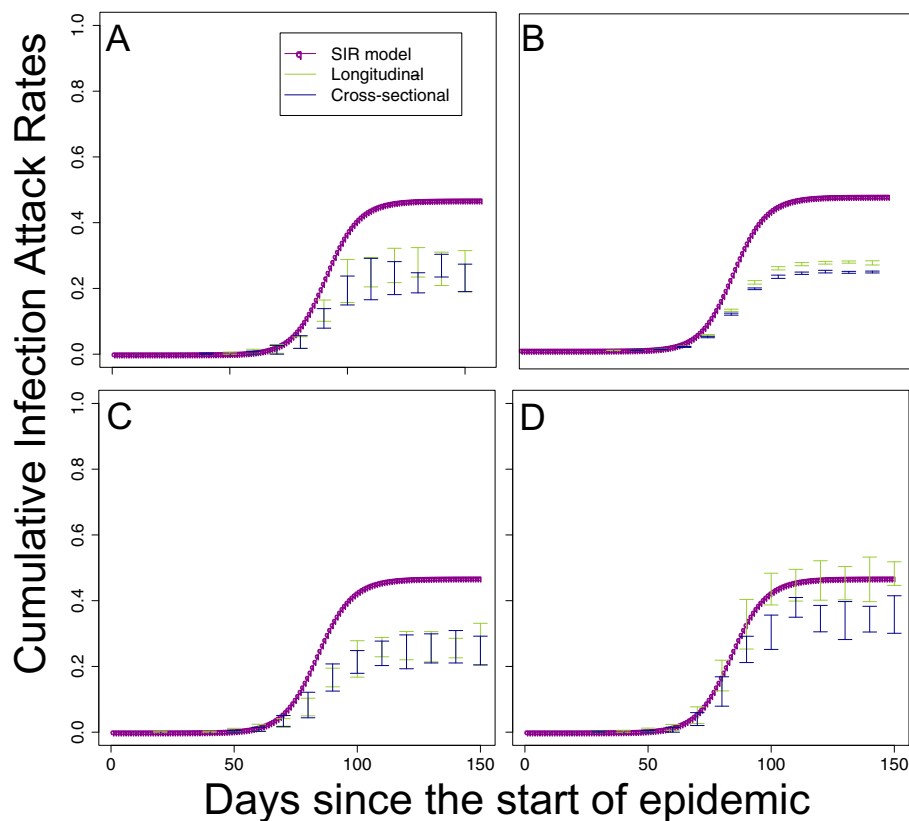 Cumulative Infection Attack Rates
A
SIR model
Longitudinal
Cross-sectional
1.0
0.8
0.6
0.4
0.2
0.0
B
C
1.0
0.8
0.6
0.4
0.2
0.0
0
50
100
150
D
0
50
100
150
Days since the start of epidemic